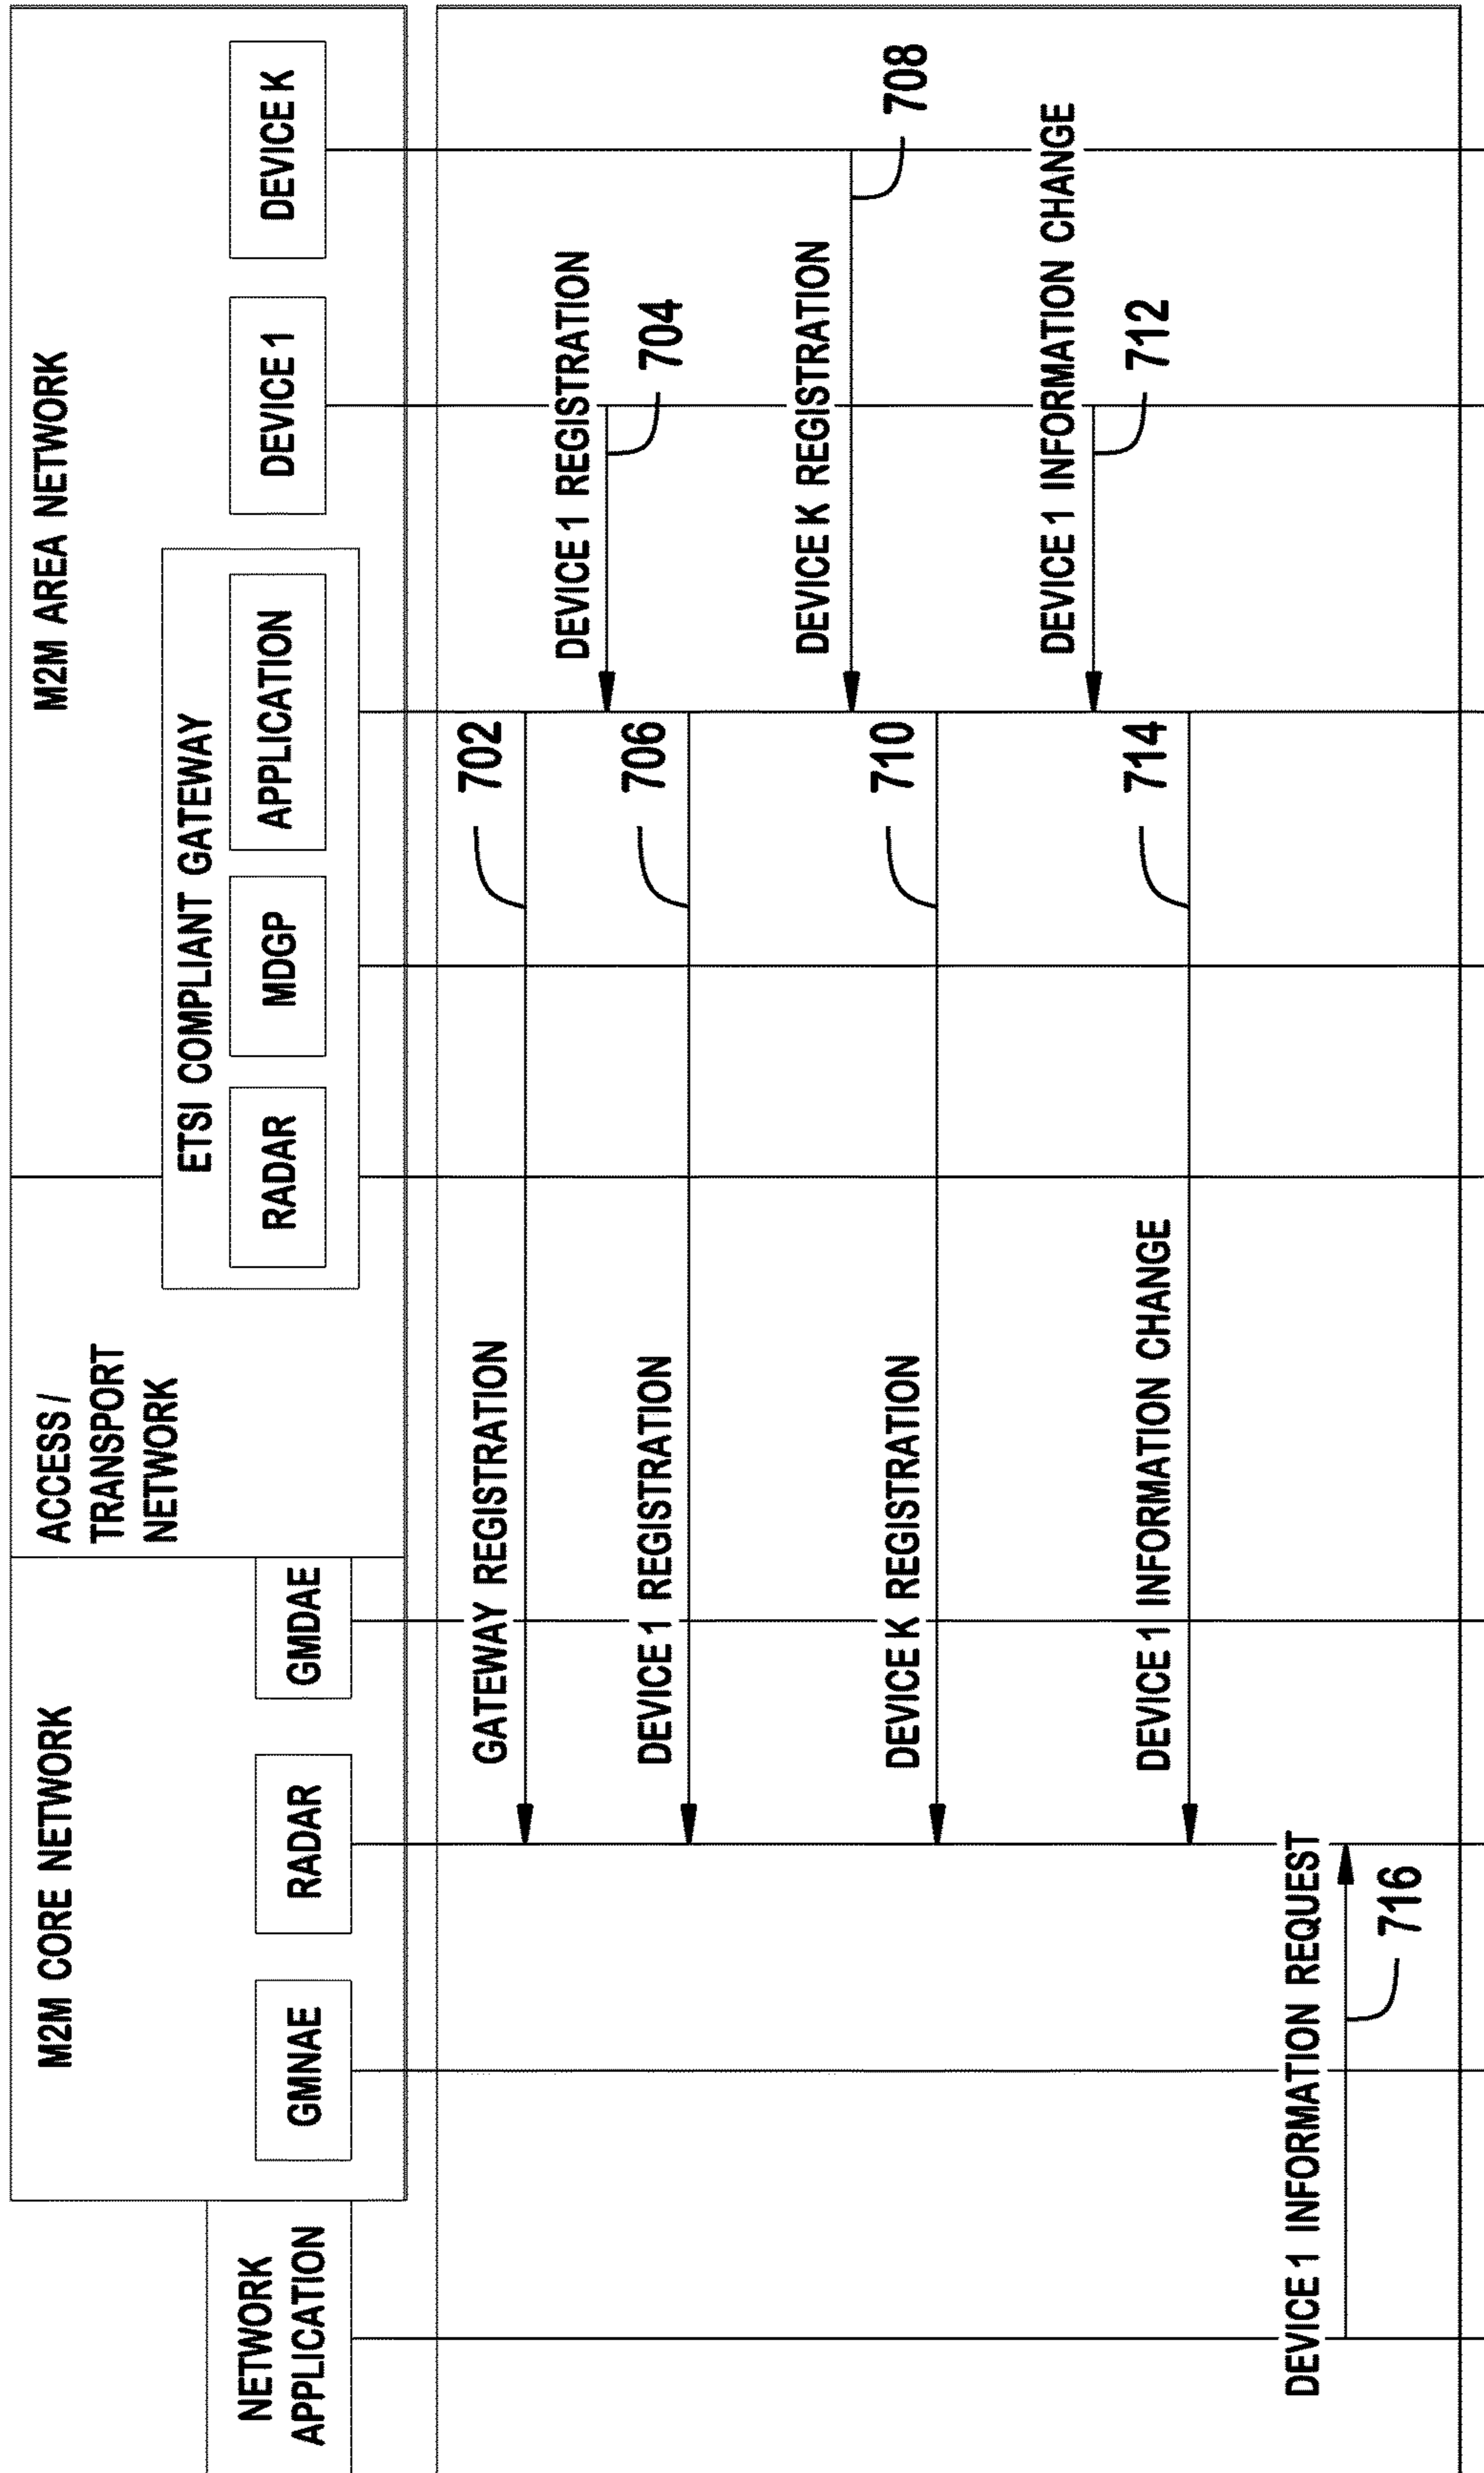 M2M CORE NETWORK
ACCESS /
TRANSPORT
NETWORK
M2M AREA NETWORK
ETSI COMPLIANT GATEWAY
NETWORK
APPLICATION
GMNAE
RADAR
GMDAE
RADAR
MDGP
APPLICATION
DEVICE 1
DEVICE K
GATEWAY REGISTRATION
702
DEVICE 1 REGISTRATION
704
DEVICE 1 REGISTRATION
706
DEVICE K REGISTRATION
708
DEVICE K REGISTRATION
710
DEVICE 1 INFORMATION CHANGE
712
DEVICE 1 INFORMATION CHANGE
714
DEVICE 1 INFORMATION REQUEST
716